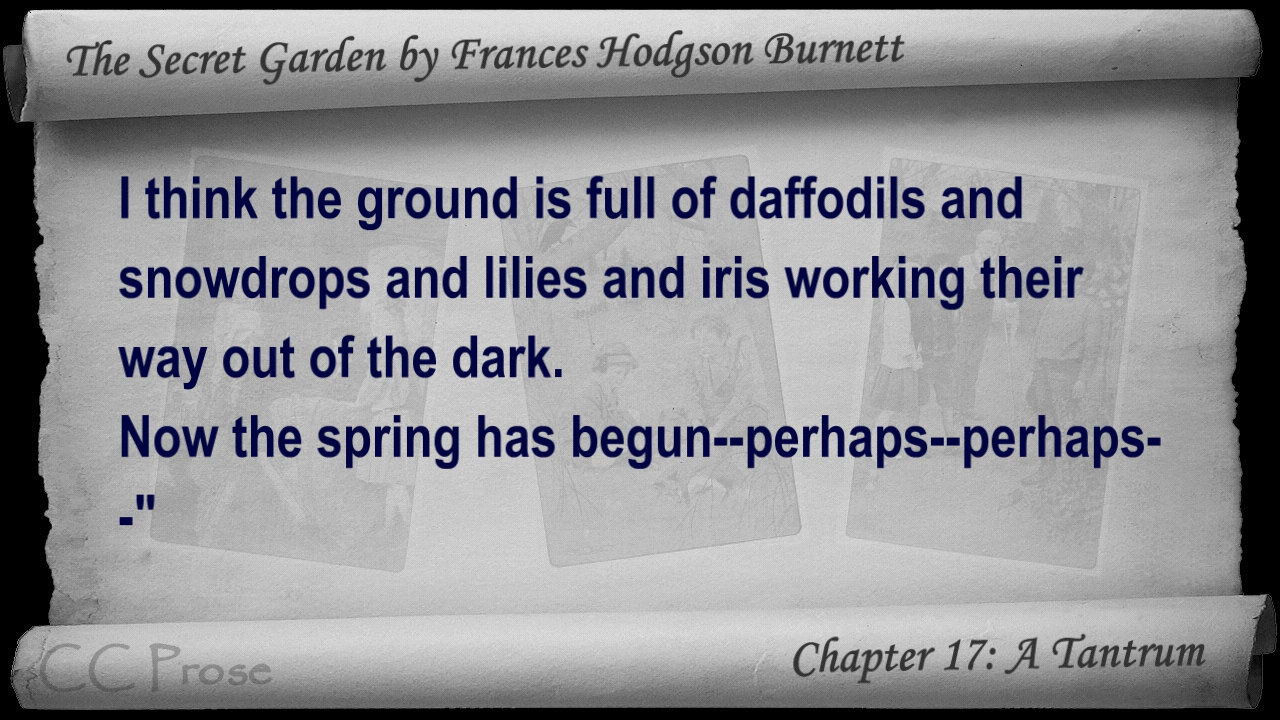 The Secret Garden by Frances Hodgson Burnett
I think the ground is full of daffodils and
snowdrops and lilies and iris working their
way out of the dark.
Now the spring has begun--perhaps--perhaps-
-"
CC Prose
Chapter 17: A Tantrum